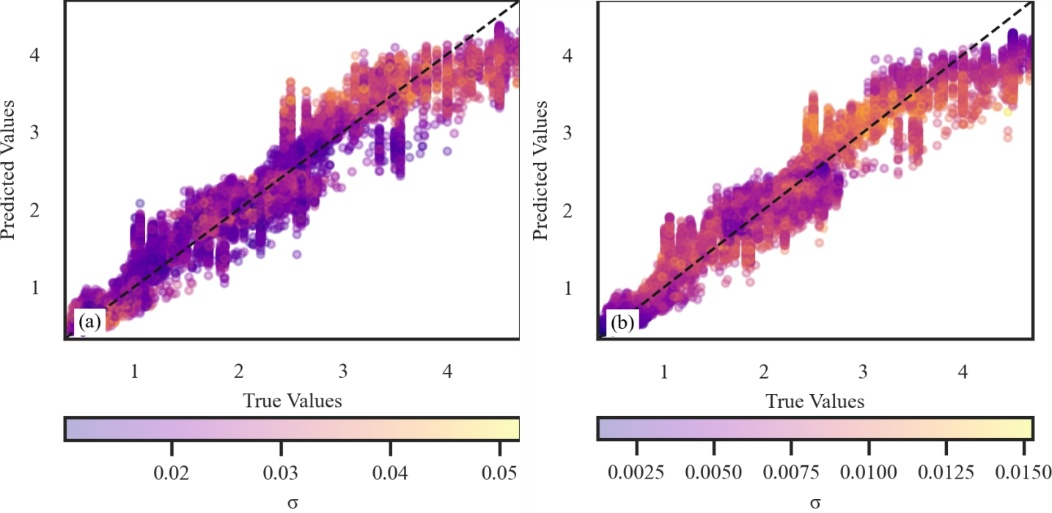 4
3
2
1
Predicted Values
(a)
1 2 3 4
True Values
0.02 0.03 0.04 0.05
σ
4
3
2
1
Predicted Values
(b)
1 2 3 4
True Values
0.0025 0.0050 0.0075 0.0100 0.0125 0.0150
σ